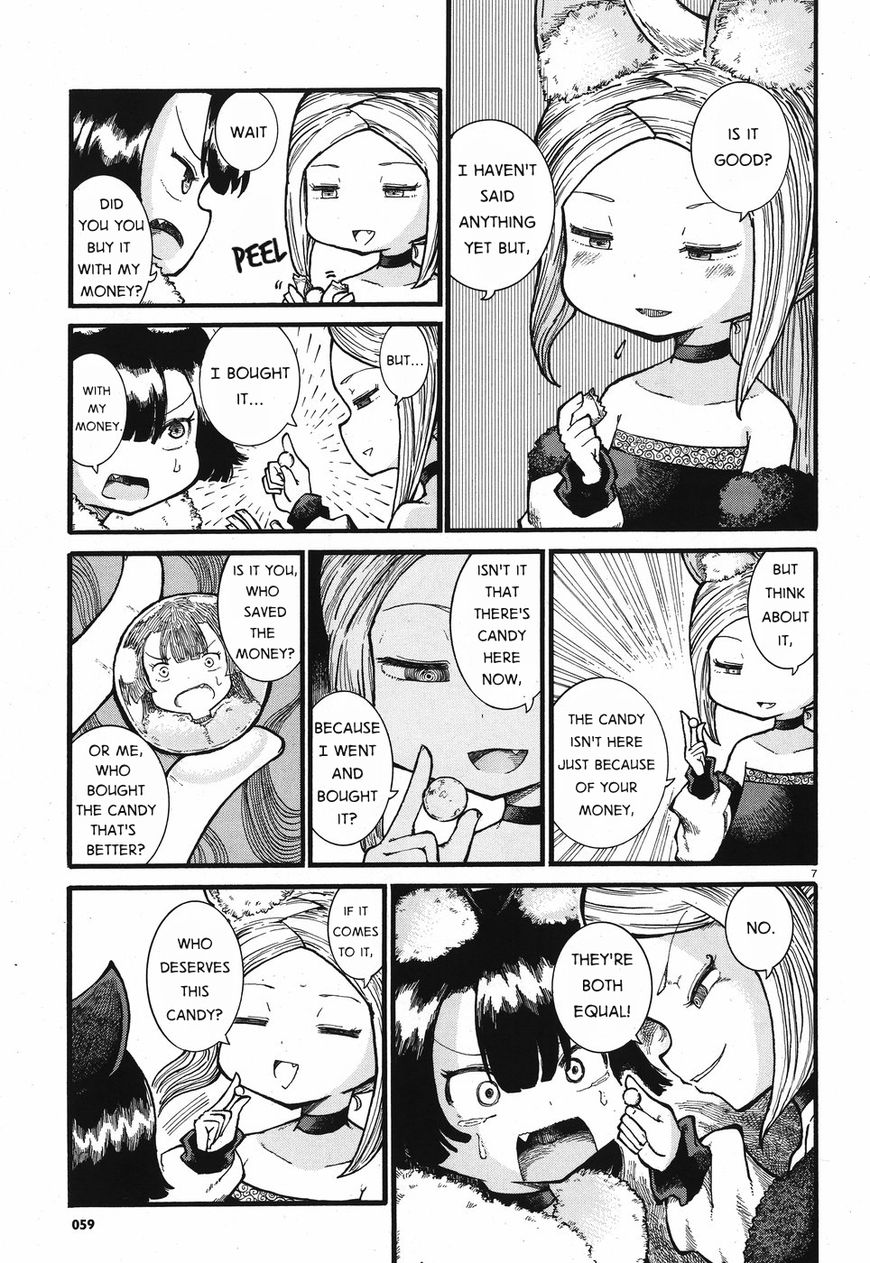 IS IT
GOOD?
I HAVEN'T
SAID
ANYTHING
YET BUT,
WAIT
DID
YOU YOU
BUY IT
WITH MY
MONEY?
PEEL
BUT...
I BOUGHT
IT...
WITH
MY
MONEY.
BUT
THINK
ABOUT
IT,
THE CANDY
ISN'T HERE
JUST BECAUSE
OF YOUR
MONEY,
ISN'T IT
THAT
THERE'S
CANDY
HERE
NOW,
BECAUSE
I WENT
AND
BOUGHT
IT?
IS IT YOU,
WHO
SAVED
THE
MONEY?
OR ME,
WHO
BOUGHT
THE CANDY
THAT'S
BETTER?
7
NO.
THEY'RE
BOTH
EQUAL!
IF IT
COMES
TO IT,
WHO
DESERVES
THIS
CANDY?
059